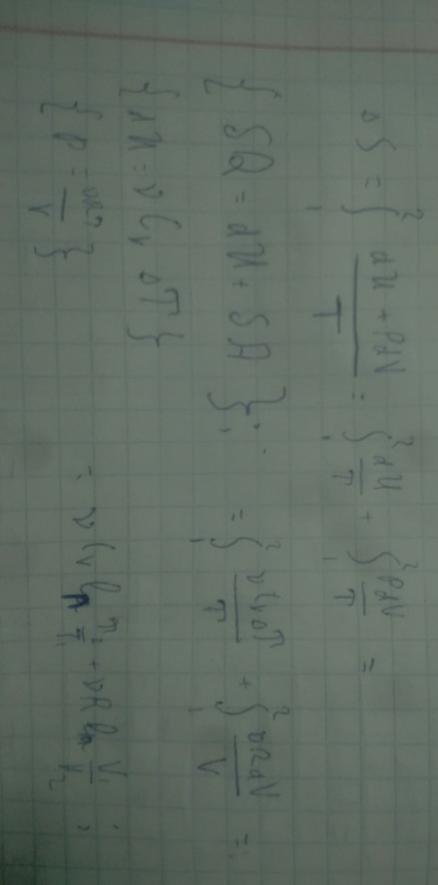 ΔS = ∫₁² (dU + PdV)/T = ∫₁² dU/T + ∫₁² PdV/T =
{ δQ = dU + δA } = ∫₁² νCᵥdT/T + ∫₁² νRdV/V =
{ dU = νCᵥ dT }
{ P = νRT/V } = νCᵥ ln T₂/T₁ + νR ln V₁/V₂